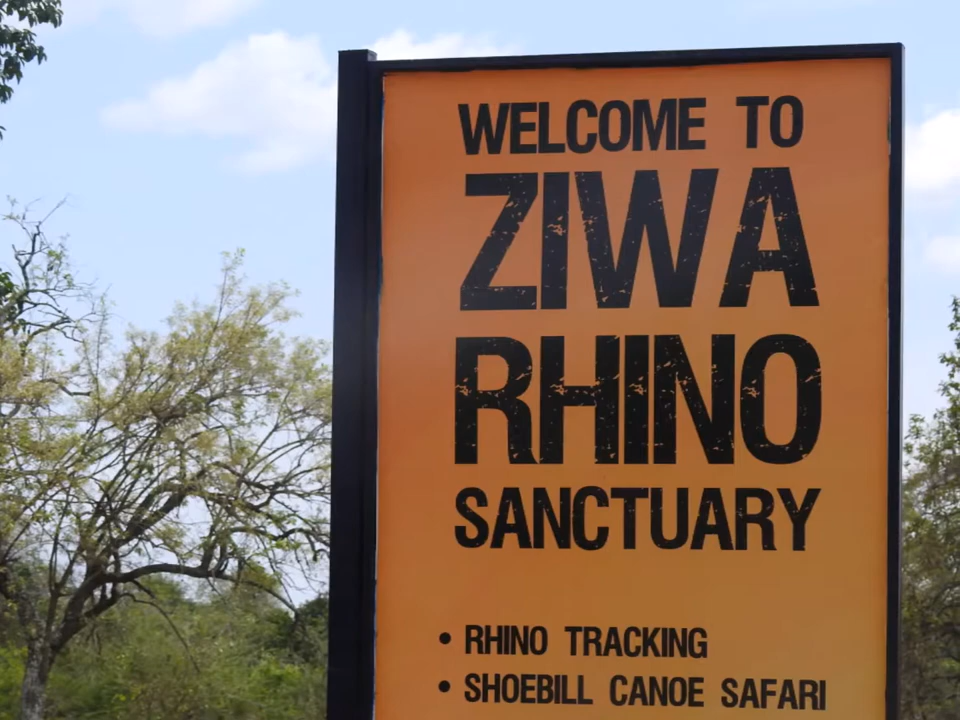 WELCOME TO
ZIWA
RHINO
SANCTUARY
• RHINO TRACKING
• SHOEBILL CANOE SAFARI